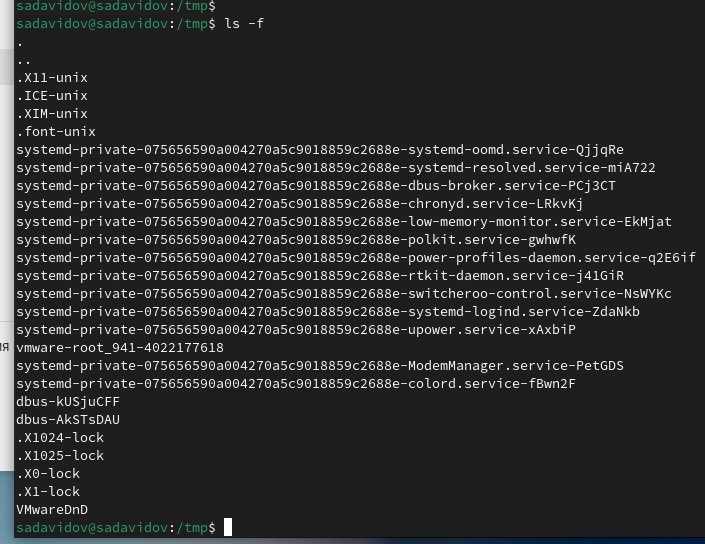 sadavidov@sadavidov:/tmp$
sadavidov@sadavidov:/tmp$ ls -f
.
..
.X11-unix
.ICE-unix
.XIM-unix
.font-unix
systemd-private-075656590a004270a5c9018859c2688e-systemd-oomd.service-QjjqRe
systemd-private-075656590a004270a5c9018859c2688e-systemd-resolved.service-miA722
systemd-private-075656590a004270a5c9018859c2688e-dbus-broker.service-PCj3CT
systemd-private-075656590a004270a5c9018859c2688e-chronyd.service-LRkvKj
systemd-private-075656590a004270a5c9018859c2688e-low-memory-monitor.service-EkMjat
systemd-private-075656590a004270a5c9018859c2688e-polkit.service-gwhwfK
systemd-private-075656590a004270a5c9018859c2688e-power-profiles-daemon.service-q2E6if
systemd-private-075656590a004270a5c9018859c2688e-rtkit-daemon.service-j41GiR
systemd-private-075656590a004270a5c9018859c2688e-switcheroo-control.service-NsWYKc
systemd-private-075656590a004270a5c9018859c2688e-systemd-logind.service-ZdaNkb
systemd-private-075656590a004270a5c9018859c2688e-upower.service-xAxbiP
vmware-root_941-4022177618
systemd-private-075656590a004270a5c9018859c2688e-ModemManager.service-PetGDS
systemd-private-075656590a004270a5c9018859c2688e-colord.service-fBwn2F
dbus-kUSjuCFF
dbus-AkSTsDAU
.X1024-lock
.X1025-lock
.X0-lock
.X1-lock
VMwareDnD
sadavidov@sadavidov:/tmp$